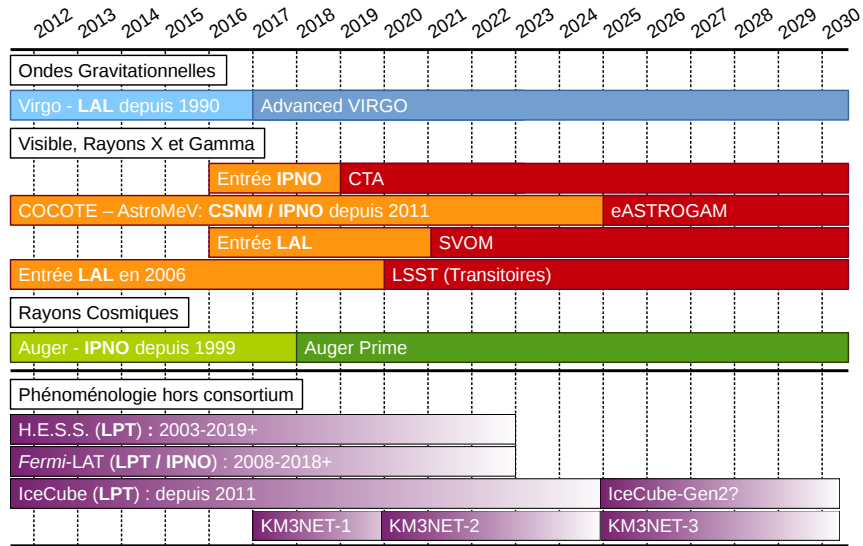 2012 2013 2014 2015 2016 2017 2018 2019 2020 2021 2022 2023 2024 2025 2026 2027 2028 2029 2030
Ondes Gravitationnelles
Virgo - LAL depuis 1990 Advanced VIRGO
Visible, Rayons X et Gamma
Entrée IPNO CTA
COCOTE – AstroMeV: CSNM / IPNO depuis 2011 eASTROGAM
Entrée LAL SVOM
Entrée LAL en 2006 LSST (Transitoires)
Rayons Cosmiques
Auger - IPNO depuis 1999 Auger Prime
Phénoménologie hors consortium
H.E.S.S. (LPT) : 2003-2019+
Fermi-LAT (LPT / IPNO) : 2008-2018+
IceCube (LPT) : depuis 2011 IceCube-Gen2?
KM3NET-1 KM3NET-2 KM3NET-3